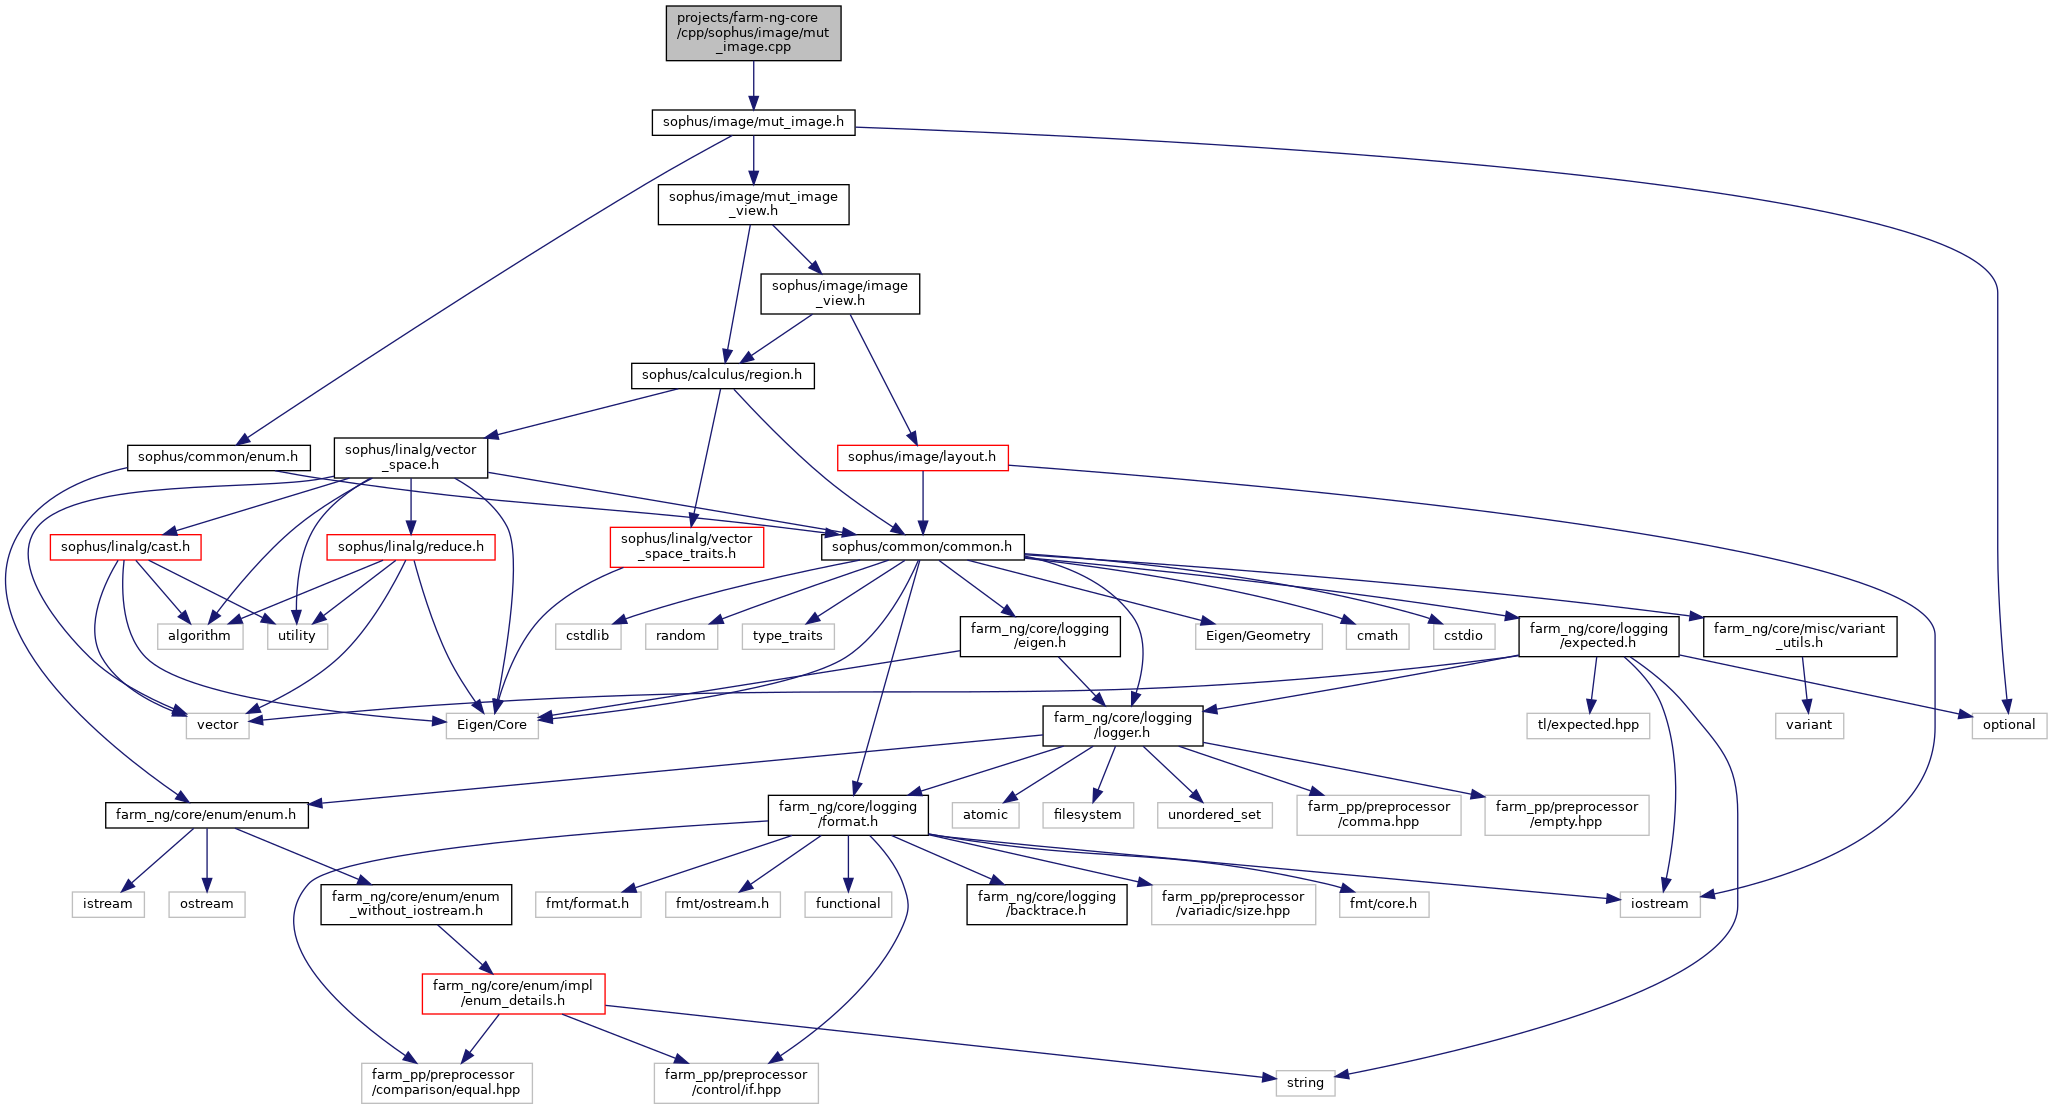 projects/farm-ng-core
/cpp/sophus/image/mut
_image.cpp
sophus/image/mut_image.h
sophus/image/mut_image
_view.h
sophus/image/image
_view.h
sophus/calculus/region.h
sophus/common/enum.h
sophus/linalg/vector
_space.h
sophus/image/layout.h
sophus/linalg/cast.h
sophus/linalg/reduce.h
sophus/linalg/vector
_space_traits.h
sophus/common/common.h
algorithm
utility
cstdlib
random
type_traits
farm_ng/core/logging
/eigen.h
Eigen/Geometry
cmath
cstdio
farm_ng/core/logging
/expected.h
farm_ng/core/misc/variant
_utils.h
vector
Eigen/Core
farm_ng/core/logging
/logger.h
tl/expected.hpp
variant
optional
farm_ng/core/enum/enum.h
farm_ng/core/logging
/format.h
atomic
filesystem
unordered_set
farm_pp/preprocessor
/comma.hpp
farm_pp/preprocessor
/empty.hpp
istream
ostream
farm_ng/core/enum/enum
_without_iostream.h
fmt/format.h
fmt/ostream.h
functional
farm_ng/core/logging
/backtrace.h
farm_pp/preprocessor
/variadic/size.hpp
fmt/core.h
iostream
farm_ng/core/enum/impl
/enum_details.h
farm_pp/preprocessor
/comparison/equal.hpp
farm_pp/preprocessor
/control/if.hpp
string